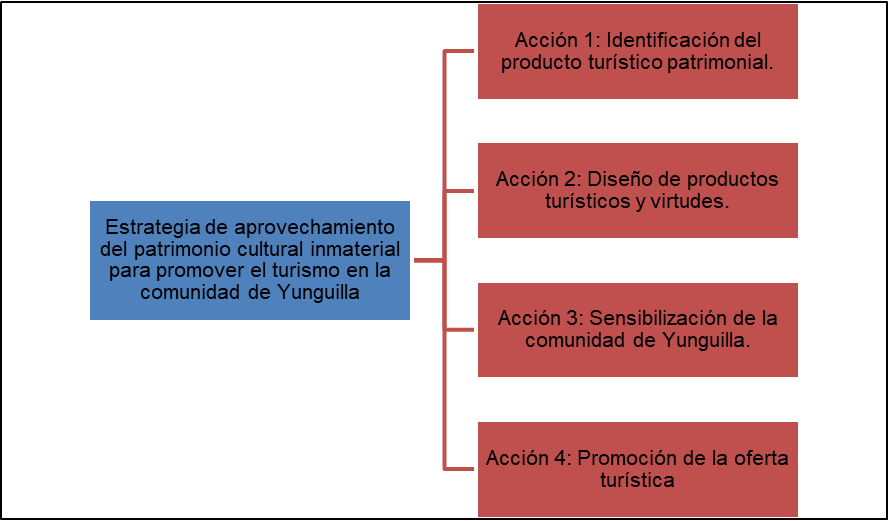 Acción 1: Identificación del
producto turístico patrimonial.
Acción 2: Diseño de productos
turísticos y virtudes.
Estrategia de aprovechamiento
del patrimonio cultural inmaterial
para promover el turismo en la
comunidad de Yunguilla
Acción 3: Sensibilización de la
comunidad de Yunguilla.
Acción 4: Promoción de la oferta
turística